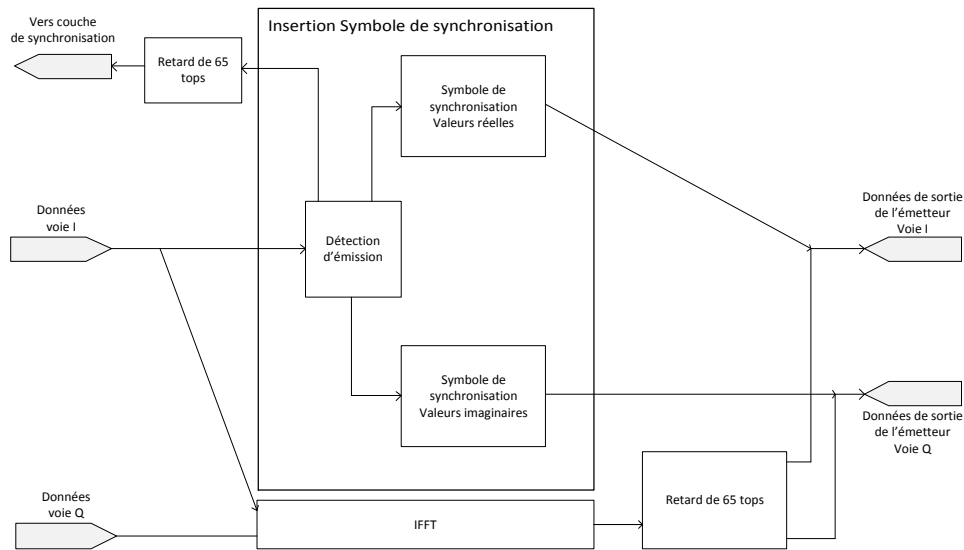 Vers couche
de synchronisation
Insertion Symbole de synchronisation
Retard de 65
tops
Symbole de
synchronisation
Valeurs réelles
Données
voie I
Détection
d'émission
Données de sortie
de l'émetteur
Voie I
Symbole de
synchronisation
Valeurs imaginaires
Données de sortie
de l'émetteur
Voie Q
Données
voie Q
IFFT
Retard de 65 tops